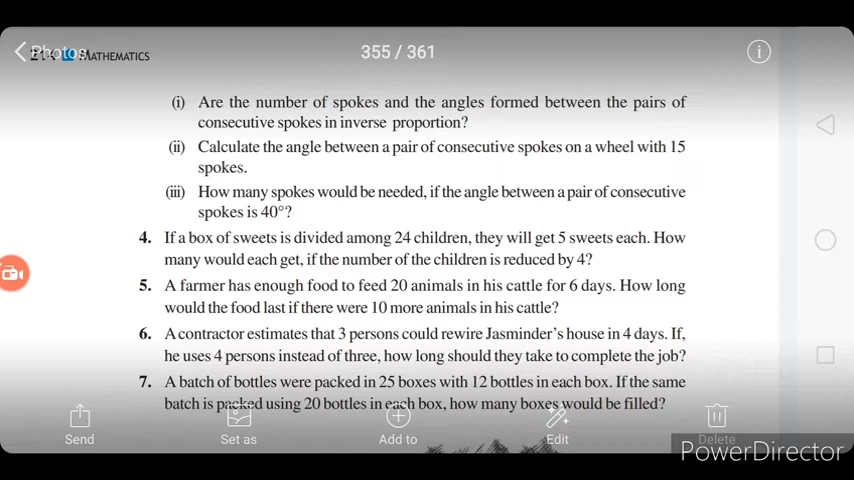 Photos
214 MATHEMATICS
355 / 361
(i) Are the number of spokes and the angles formed between the pairs of
consecutive spokes in inverse proportion?
(ii) Calculate the angle between a pair of consecutive spokes on a wheel with 15
spokes.
(iii) How many spokes would be needed, if the angle between a pair of consecutive
spokes is 40°?
4. If a box of sweets is divided among 24 children, they will get 5 sweets each. How
many would each get, if the number of the children is reduced by 4?
5. A farmer has enough food to feed 20 animals in his cattle for 6 days. How long
would the food last if there were 10 more animals in his cattle?
6. A contractor estimates that 3 persons could rewire Jasminder's house in 4 days. If,
he uses 4 persons instead of three, how long should they take to complete the job?
7. A batch of bottles were packed in 25 boxes with 12 bottles in each box. If the same
batch is packed using 20 bottles in each box, how many boxes would be filled?
Send
Set as
Add to
Edit
Delete
PowerDirector